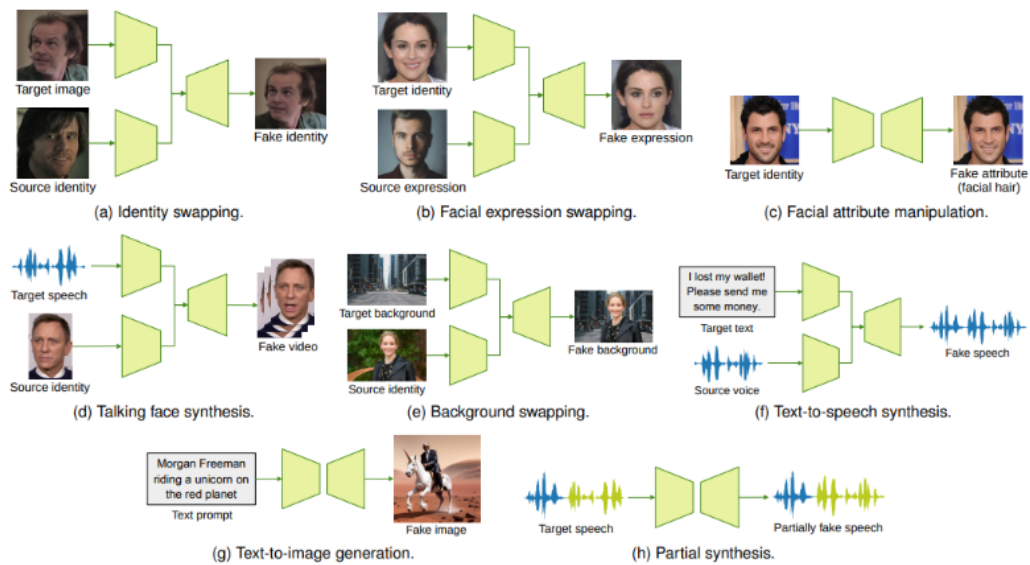 Target image
Source identity
Fake identity
(a) Identity swapping.
Target identity
Source expression
Fake expression
(b) Facial expression swapping.
Target identity
Fake attribute
(facial hair)
(c) Facial attribute manipulation.
Target speech
Source identity
Fake video
(d) Talking face synthesis.
Target background
Source identity
Fake background
(e) Background swapping.
I lost my wallet!
Please send me
some money.
Target text
Source voice
Fake speech
(f) Text-to-speech synthesis.
Morgan Freeman
riding a unicorn on
the red planet
Text prompt
Fake image
(g) Text-to-image generation.
Target speech
Partially fake speech
(h) Partial synthesis.